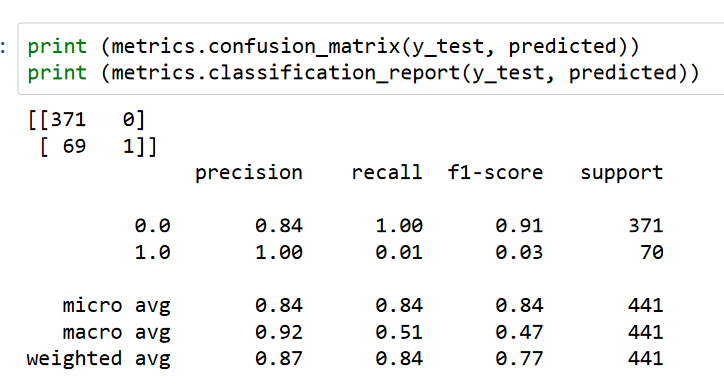 : print (metrics.confusion_matrix(y_test, predicted))
print (metrics.classification_report(y_test, predicted))
[[371   0]
 [ 69   1]]
              precision    recall  f1-score   support

         0.0       0.84      1.00      0.91       371
         1.0       1.00      0.01      0.03        70

   micro avg       0.84      0.84      0.84       441
   macro avg       0.92      0.51      0.47       441
weighted avg       0.87      0.84      0.77       441